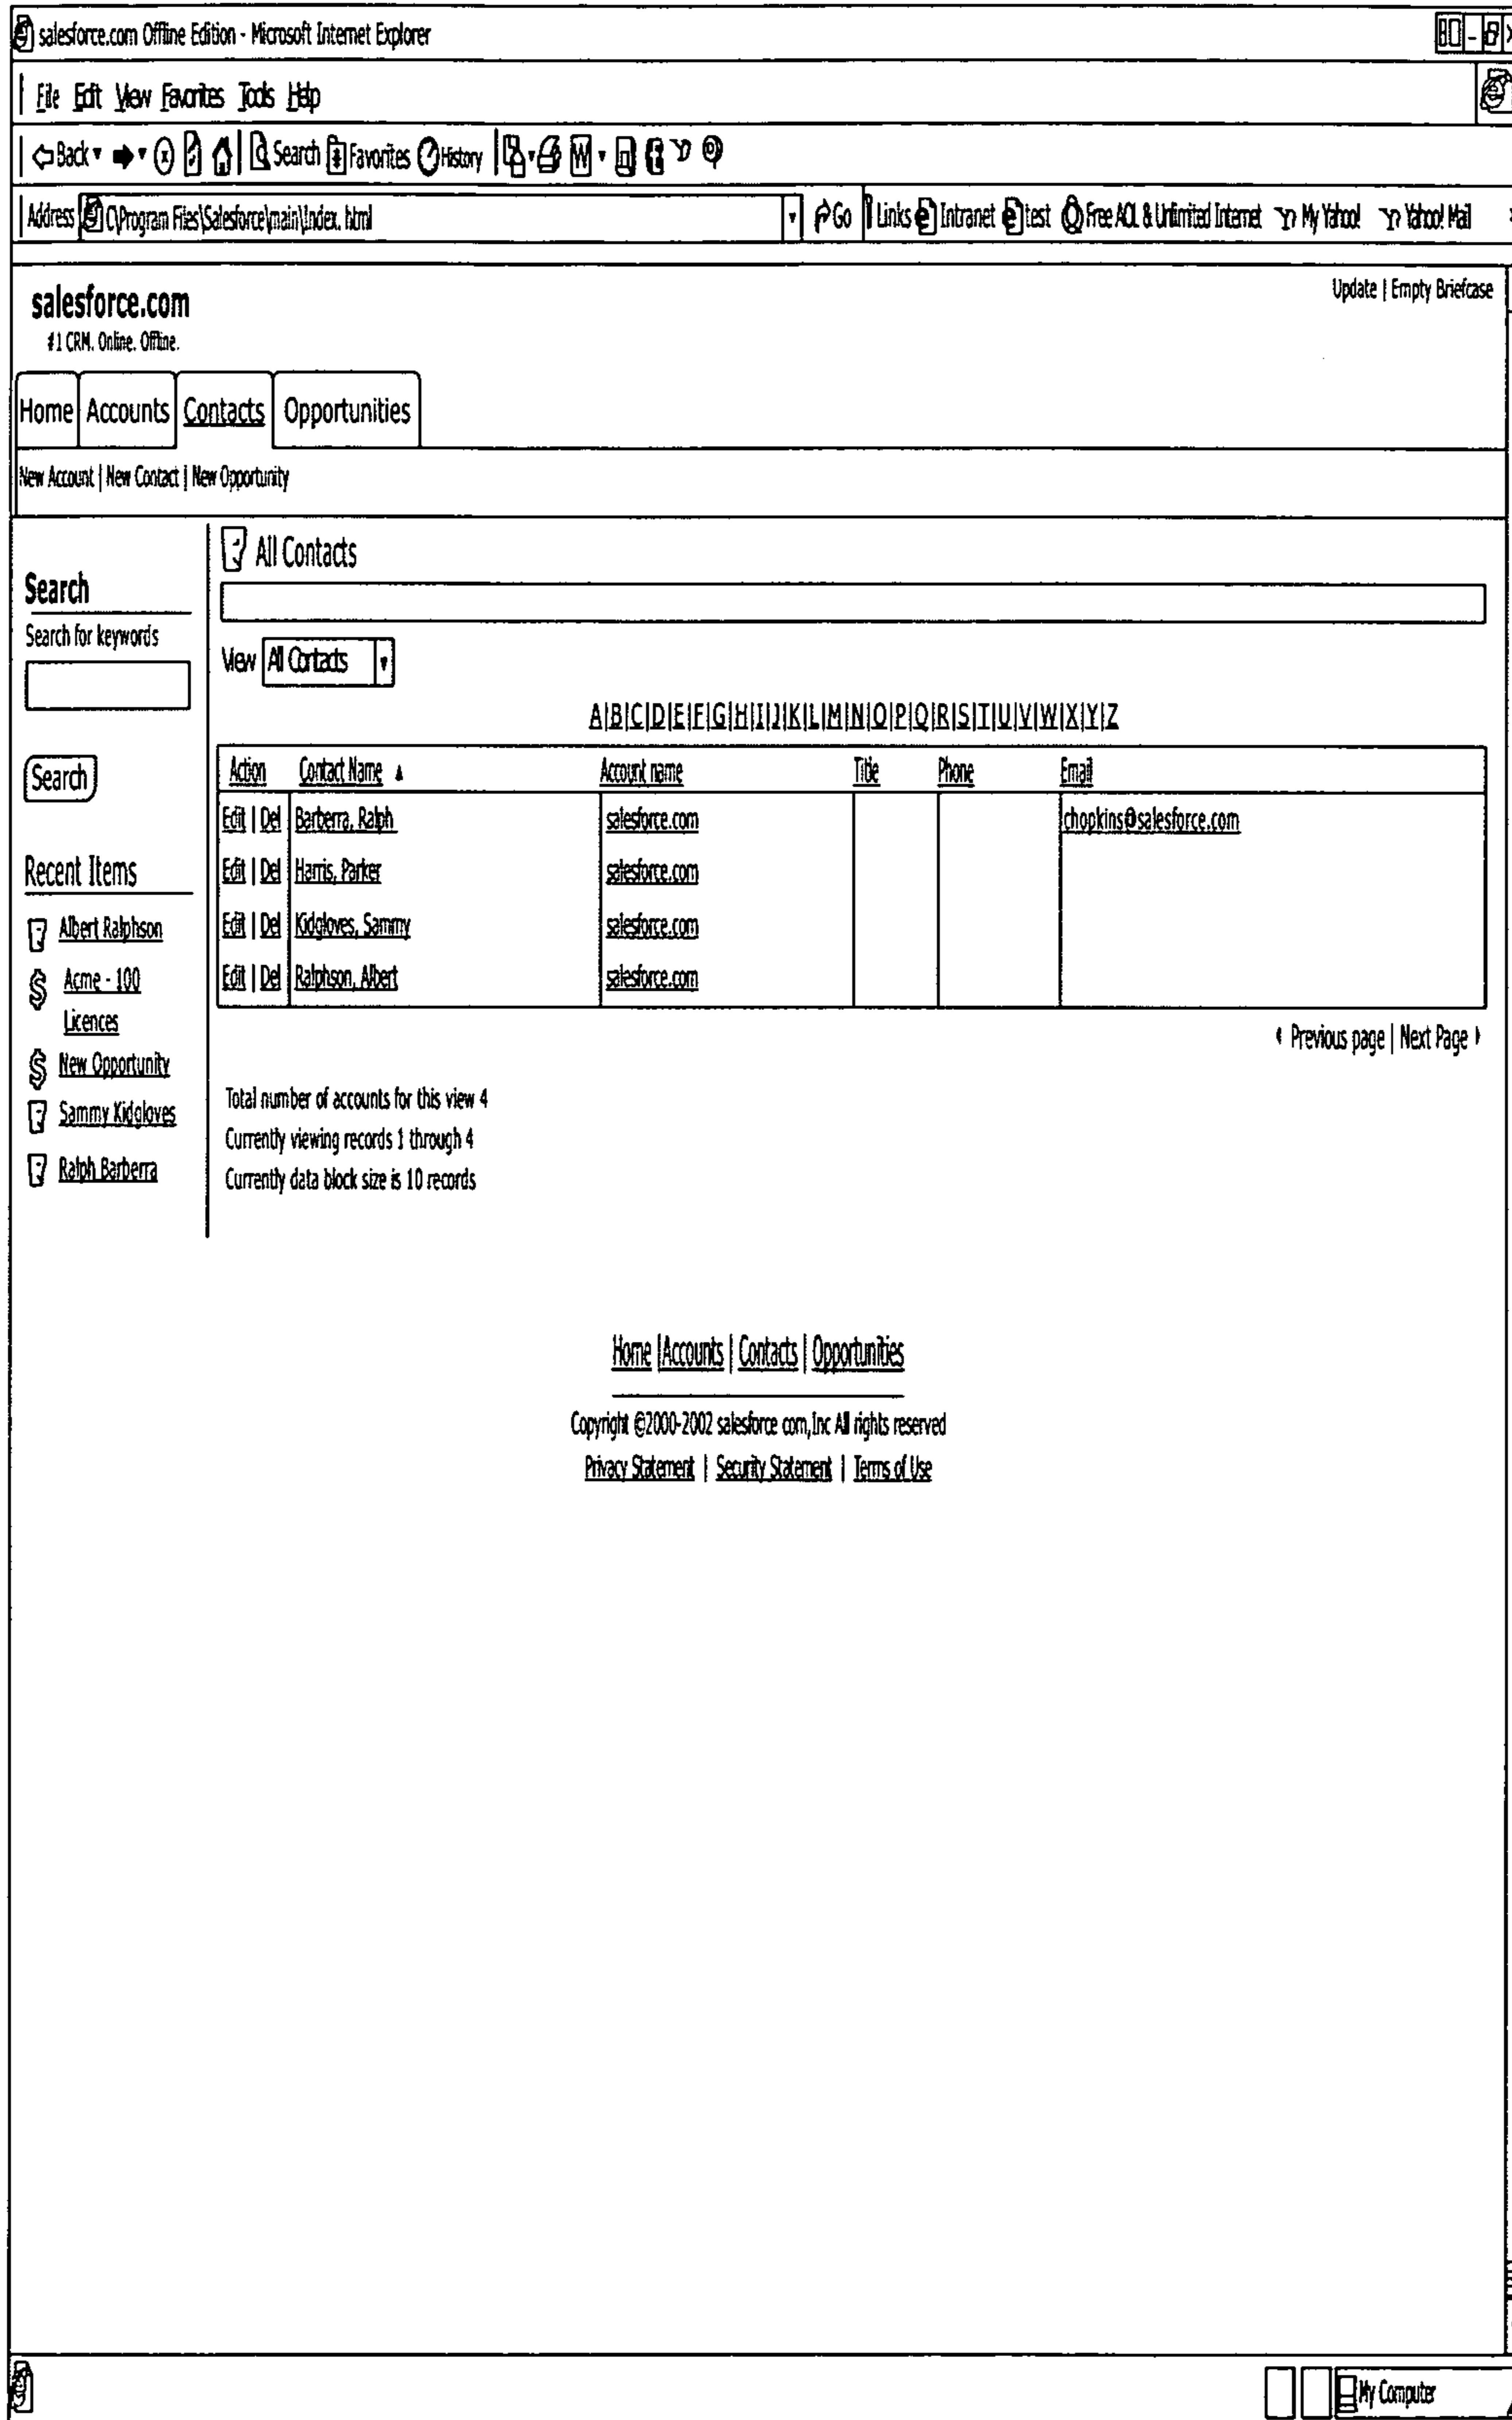 salesforce.com Offline Edition - Microsoft Internet Explorer
File Edit View Favorites Tools Help
Back Search Favorites History W
Address C\Program Files\Salesforce\main\Index. html Go Links Intranet test Free AOL & Unlimited Internet My Yahoo! Yahoo! Mail
salesforce.com
Update | Empty Briefcase
#1 CRM. Online. Offline.
Home Accounts Contacts Opportunities
New Account | New Contact | New Opportunity
All Contacts
Search
Search for keywords
View All Contacts
A|B|C|D|E|F|G|H|I|J|K|L|M|N|O|P|Q|R|S|T|U|V|W|X|Y|Z
Search
Action Contact Name ▲ Account name Title Phone Email
Edit | Del Barberra, Ralph salesforce.com chopkins@salesforce.com
Edit | Del Harris, Parker salesforce.com
Edit | Del Kidgloves, Sammy salesforce.com
Edit | Del Ralphson, Albert salesforce.com
Previous page | Next Page
Recent Items
Albert Ralphson
Acme - 100
Licences
New Opportunity
Sammy Kidgloves
Ralph Barberra
Total number of accounts for this view 4
Currently viewing records 1 through 4
Currently data block size is 10 records
Home |Accounts | Contacts | Opportunities
Copyright ©2000-2002 salesforce com,Inc All rights reserved
Privacy Statement | Security Statement | Terms of Use
My Computer